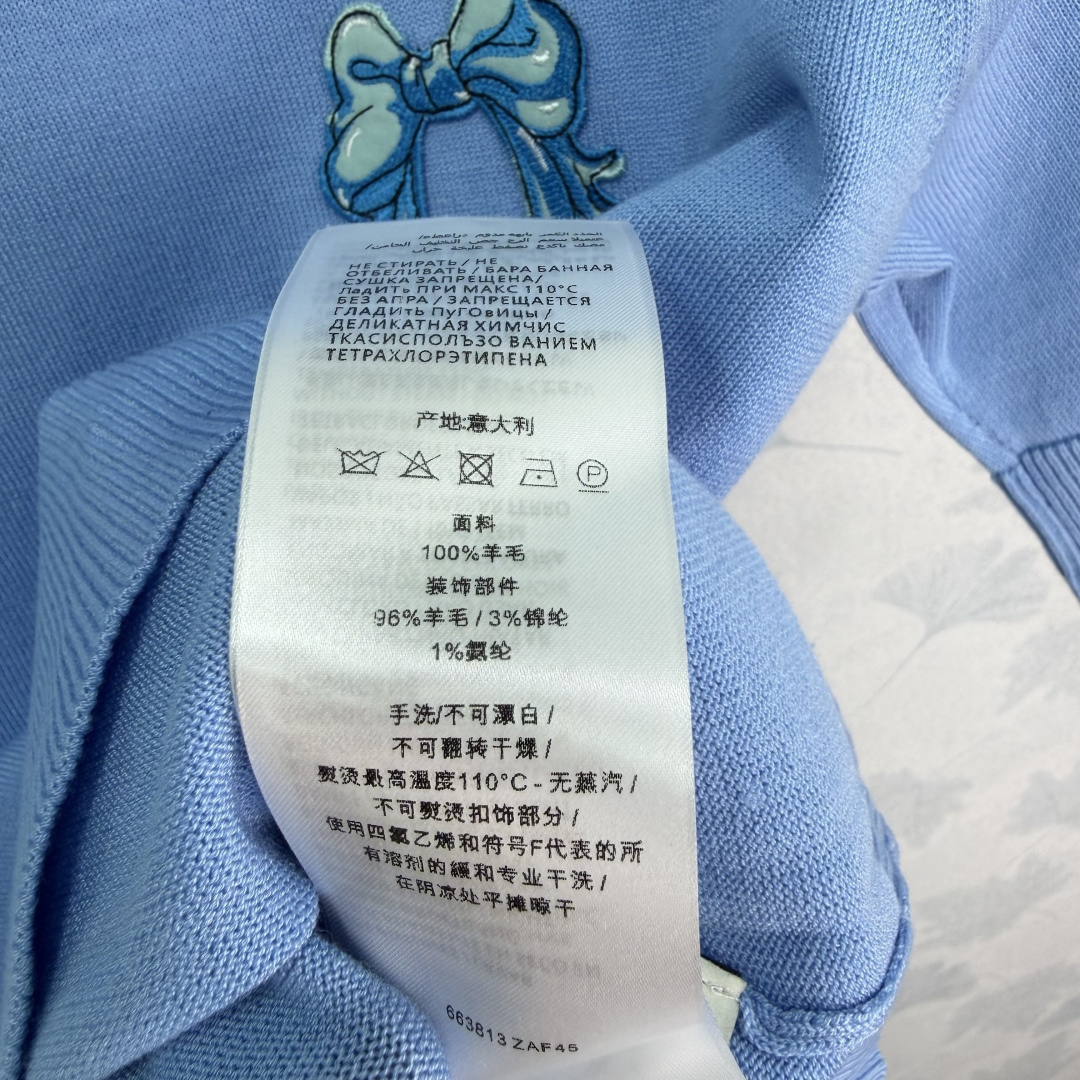 НЕ СТИРАТЬ / НЕ
ОТБЕЛИВАТЬ / БАРА БАННАЯ
СУШКА ЗАПРЕЩЕНА/
ЛаДИТЬ ПРИ МАКС 110°С
БЕЗ АПРА / ЗАПРЕЩАЕТСЯ
ГЛАДИТЬ ПуГОВИЦЫ /
ДЕЛИКАТНАЯ ХИМЧИС
ТКАСИСПОЛЪЗО ВАНИЕМ
ТЕТРАХЛОРЭТИПЕНА
产地:意大利
P
面料
100%羊毛
装饰部件
96%羊毛 / 3%锦纶
1%氨纶
手洗/不可漂白 /
不可翻转干燥 /
熨烫最高温度110°C - 无蒸汽 /
不可熨烫扣饰部分 /
使用四氯乙烯和符号F代表的所
有溶剂的緩和专业干洗 /
在阴凉处平摊晾干
663813 ZAF46